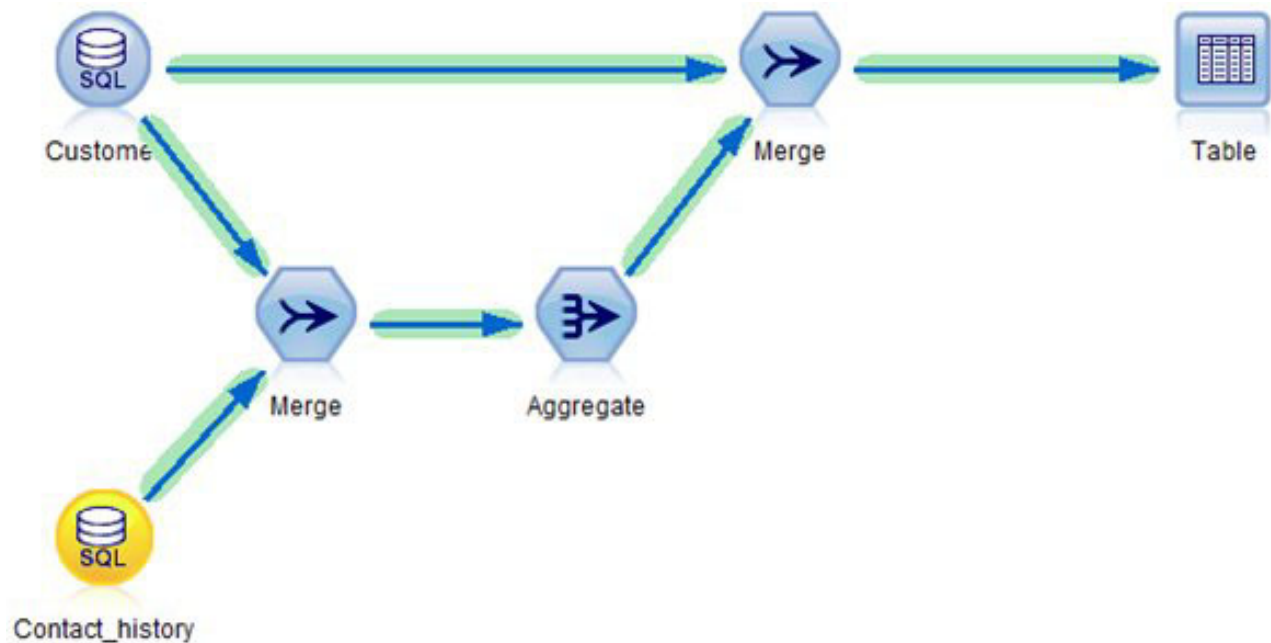 SQL
Custome
Merge
Table
Merge
Aggregate
SQL
Contact_history